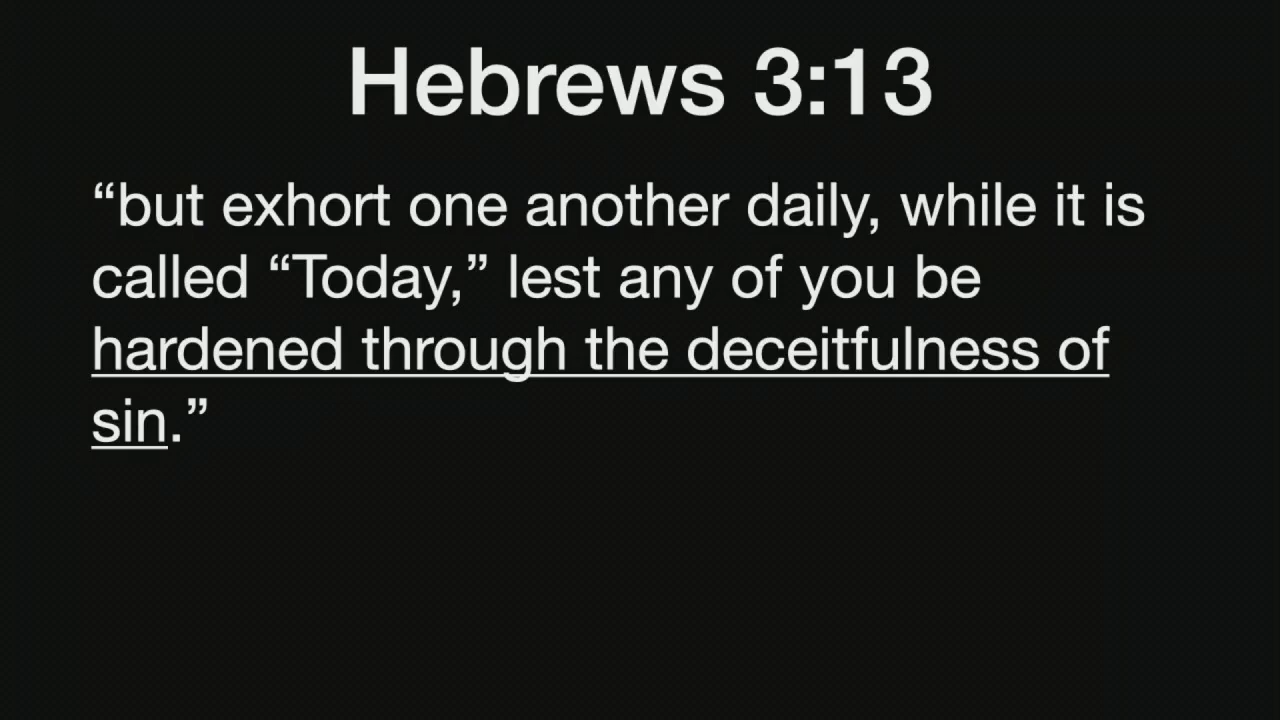 Hebrews 3:13
“but exhort one another daily, while it is
called “Today,” lest any of you be
hardened through the deceitfulness of
sin.”